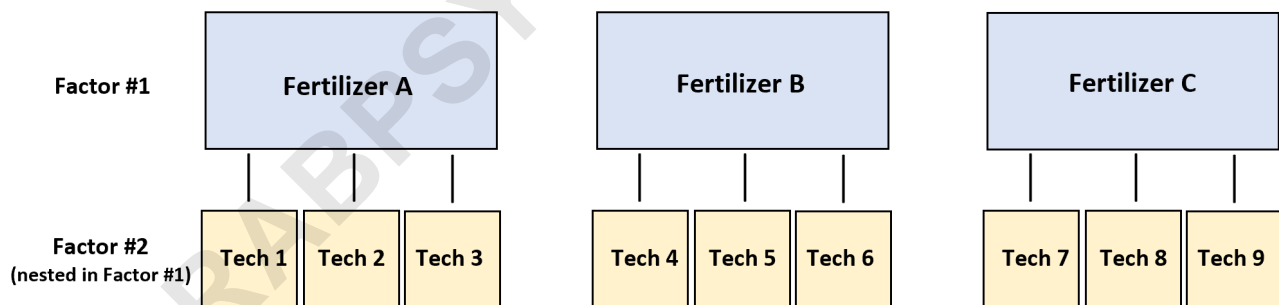 Factor #1
Fertilizer A
Fertilizer B
Fertilizer C
Factor #2
(nested in Factor #1)
Tech 1
Tech 2
Tech 3
Tech 4
Tech 5
Tech 6
Tech 7
Tech 8
Tech 9
RABPSY